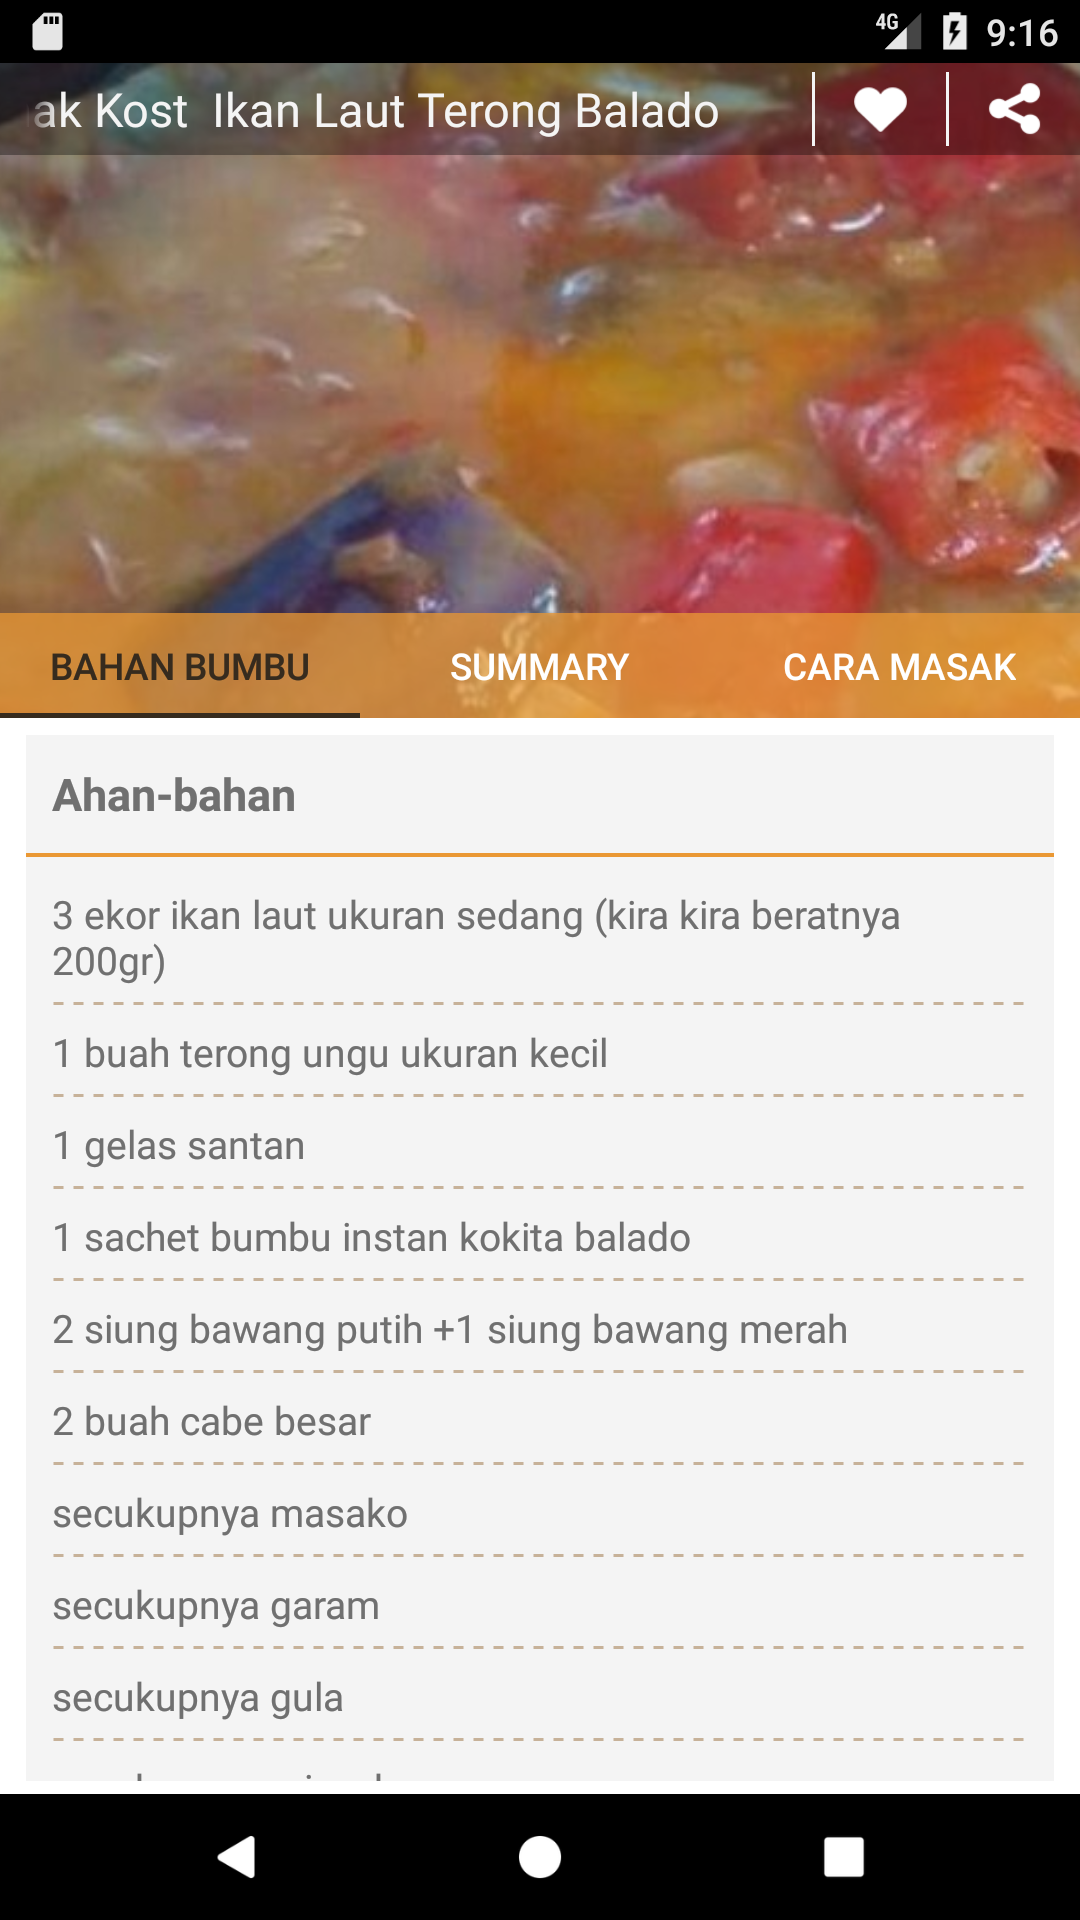 4G 9:16
ak Kost Ikan Laut Terong Balado
BAHAN BUMBU SUMMARY CARA MASAK
Ahan-bahan
3 ekor ikan laut ukuran sedang (kira kira beratnya
200gr)
1 buah terong ungu ukuran kecil
1 gelas santan
1 sachet bumbu instan kokita balado
2 siung bawang putih +1 siung bawang merah
2 buah cabe besar
secukupnya masako
secukupnya garam
secukupnya gula